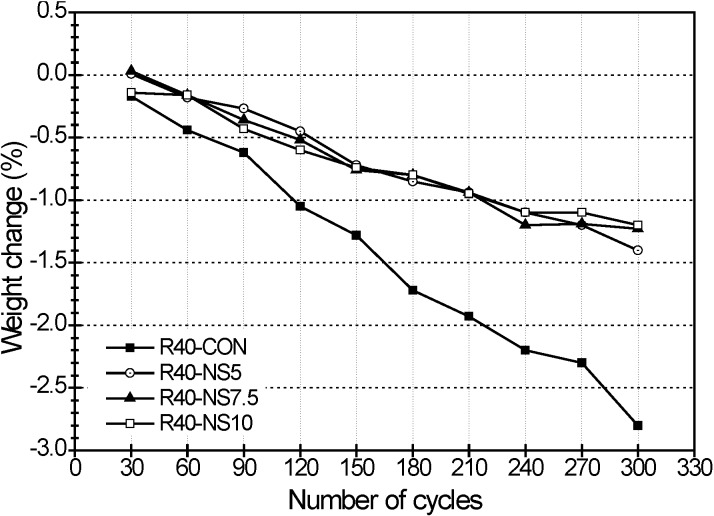 0.5
0.0
-0.5
-1.0
-1.5
-2.0
-2.5
-3.0
Weight change (%)
R40-CON
R40-NS5
R40-NS7.5
R40-NS10
0 30 60 90 120 150 180 210 240 270 300 330
Number of cycles